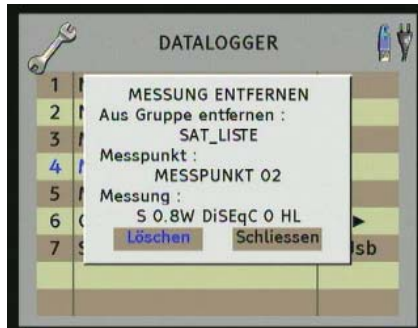 DATALOGGER
1
2
3
4
5
6
7
MESSUNG ENTFERNEN
Aus Gruppe entfernen :
SAT_LISTE
Messpunkt :
MESSPUNKT 02
Messung :
S 0.8W DiSEqC 0 HL
Löschen Schliessen